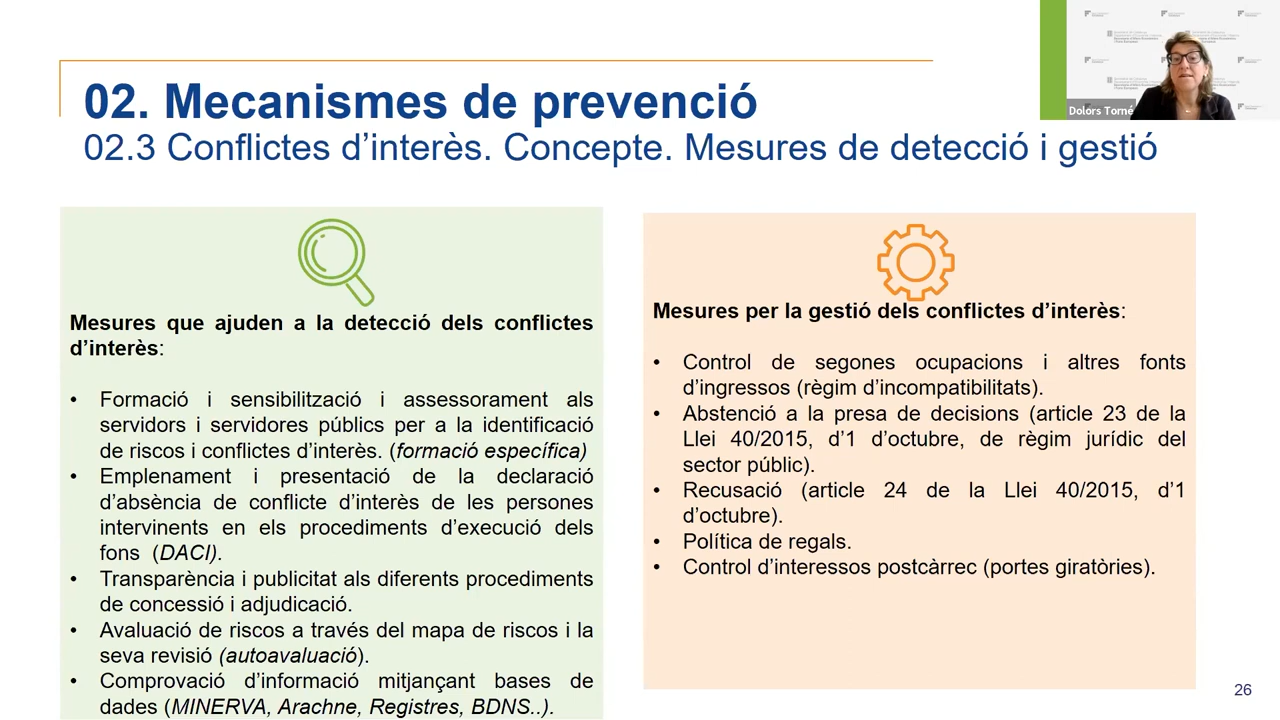 02. Mecanismes de prevenció
02.3 Conflictes d’interès. Concepte. Mesures de detecció i gestió
Dolors Torné
Mesures que ajuden a la detecció dels conflictes
d’interès:
• Formació i sensibilització i assessorament als
servidors i servidores públics per a la identificació
de riscos i conflictes d’interès. (formació específica)
• Emplenament i presentació de la declaració
d’absència de conflicte d’interès de les persones
intervinents en els procediments d’execució dels
fons (DACI).
• Transparència i publicitat als diferents procediments
de concessió i adjudicació.
• Avaluació de riscos a través del mapa de riscos i la
seva revisió (autoavaluació).
• Comprovació d’informació mitjançant bases de
dades (MINERVA, Arachne, Registres, BDNS..).
Mesures per la gestió dels conflictes d’interès:
• Control de segones ocupacions i altres fonts
d’ingressos (règim d’incompatibilitats).
• Abstenció a la presa de decisions (article 23 de la
Llei 40/2015, d’1 d’octubre, de règim jurídic del
sector públic).
• Recusació (article 24 de la Llei 40/2015, d’1
d’octubre).
• Política de regals.
• Control d’interessos postcàrrec (portes giratòries).
26